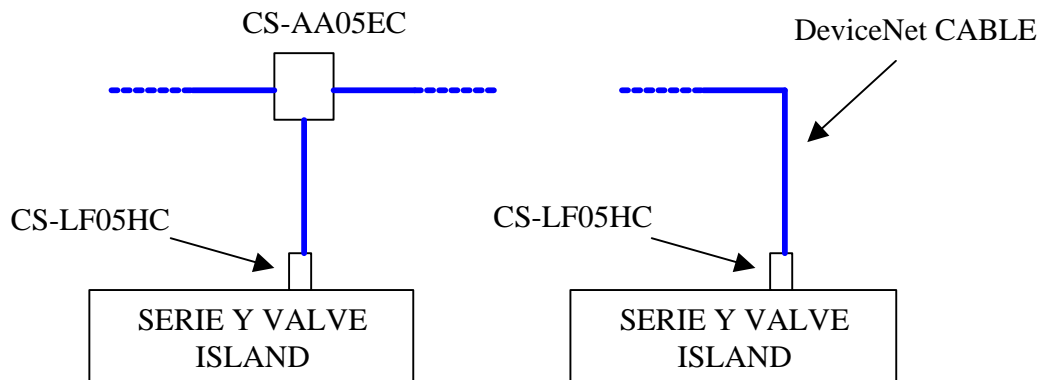 CS-AA05EC
DeviceNet CABLE
CS-LF05HC
CS-LF05HC
SERIE Y VALVE
ISLAND
SERIE Y VALVE
ISLAND